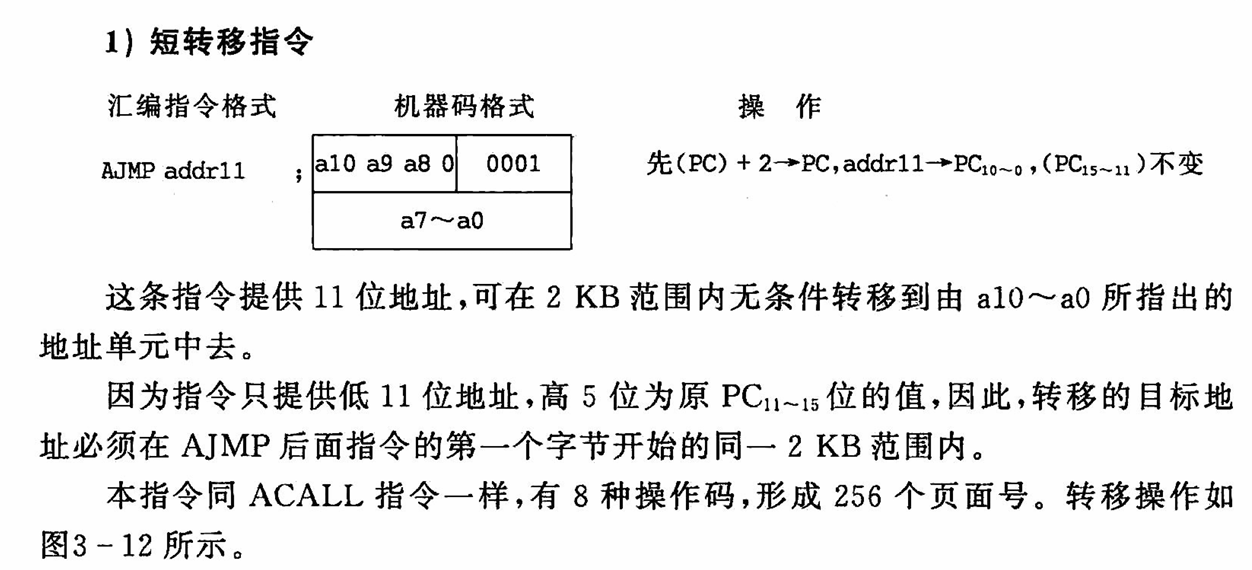 1) 短转移指令
汇编指令格式 机器码格式 操 作
AJMP addr11 ; a10 a9 a8 0 0001 先(PC)+2→PC,addr11→PC10~0,(PC15~11)不变
a7~a0
这条指令提供 11 位地址,可在 2 KB 范围内无条件转移到由 a10~a0 所指出的
地址单元中去。
因为指令只提供低 11 位地址,高 5 位为原 PC11~15位的值,因此,转移的目标地
址必须在 AJMP 后面指令的第一个字节开始的同一 2 KB 范围内。
本指令同 ACALL 指令一样,有 8 种操作码,形成 256 个页面号。转移操作如
图3-12 所示。